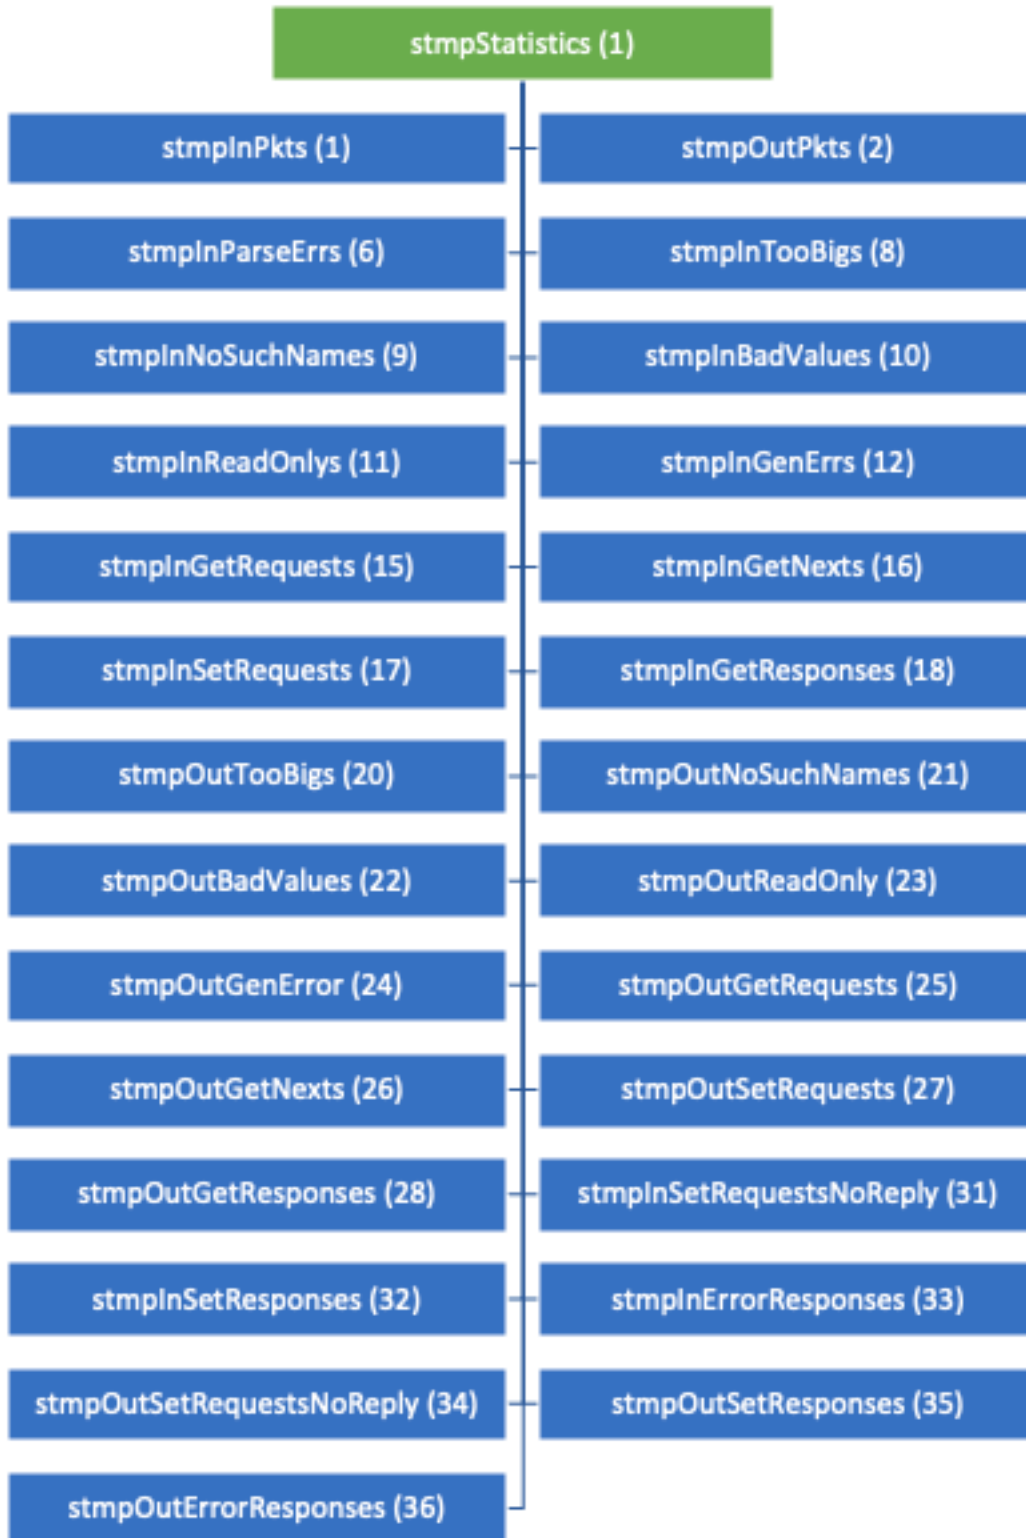 stmpStatistics (1)
stmpInPkts (1)
stmpOutPkts (2)
stmpInParseErrs (6)
stmpInTooBigs (8)
stmpInNoSuchNames (9)
stmpInBadValues (10)
stmpInReadOnlys (11)
stmpInGenErrs (12)
stmpInGetRequests (15)
stmpInGetNexts (16)
stmpInSetRequests (17)
stmpInGetResponses (18)
stmpOutTooBigs (20)
stmpOutNoSuchNames (21)
stmpOutBadValues (22)
stmpOutReadOnly (23)
stmpOutGenError (24)
stmpOutGetRequests (25)
stmpOutGetNexts (26)
stmpOutSetRequests (27)
stmpOutGetResponses (28)
stmpInSetRequestsNoReply (31)
stmpInSetResponses (32)
stmpInErrorResponses (33)
stmpOutSetRequestsNoReply (34)
stmpOutSetResponses (35)
stmpOutErrorResponses (36)